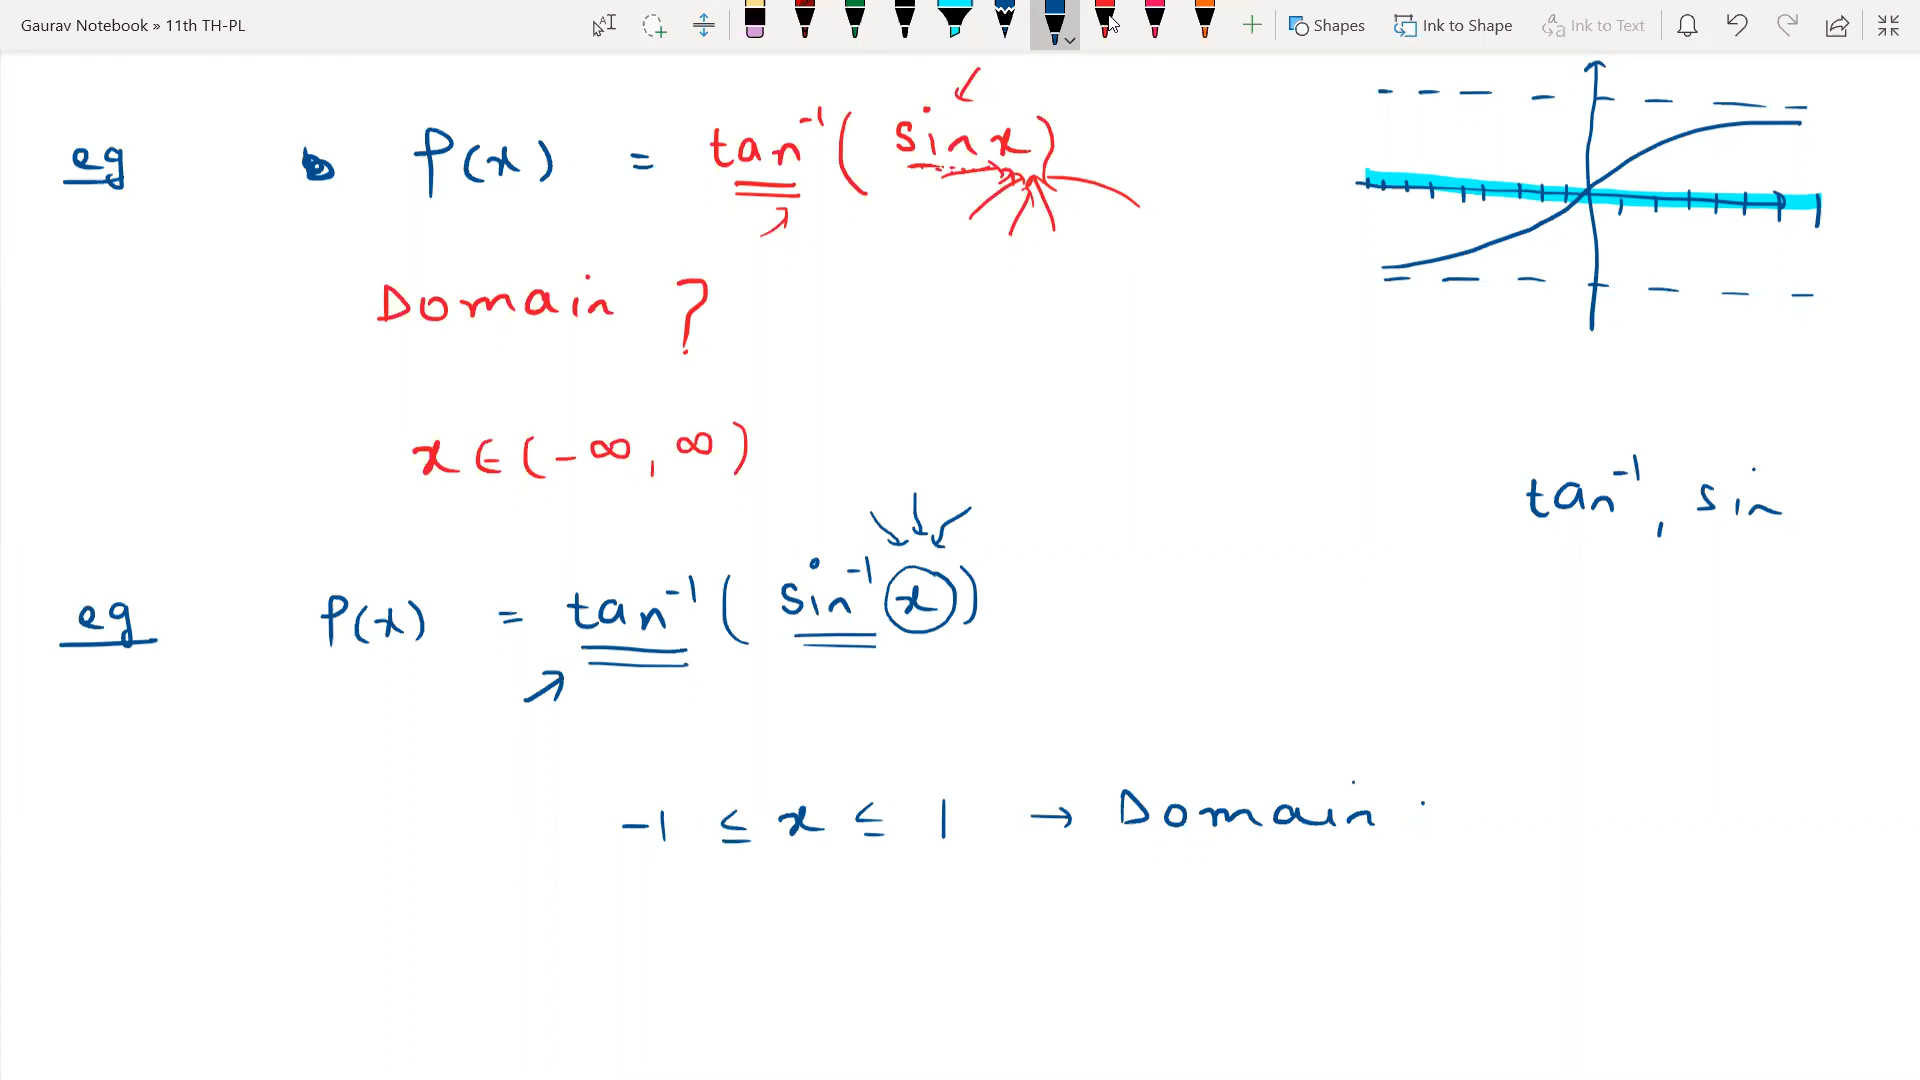 Gaurav Notebook » 11th TH-PL
Shapes Ink to Shape Ink to Text
eg f(x) = tan⁻¹( sin x)
Domain ?
x ∈ (-∞, ∞)
tan⁻¹, sin
eg f(x) = tan⁻¹( sin⁻¹(x))
-1 ≤ x ≤ 1 → Domain